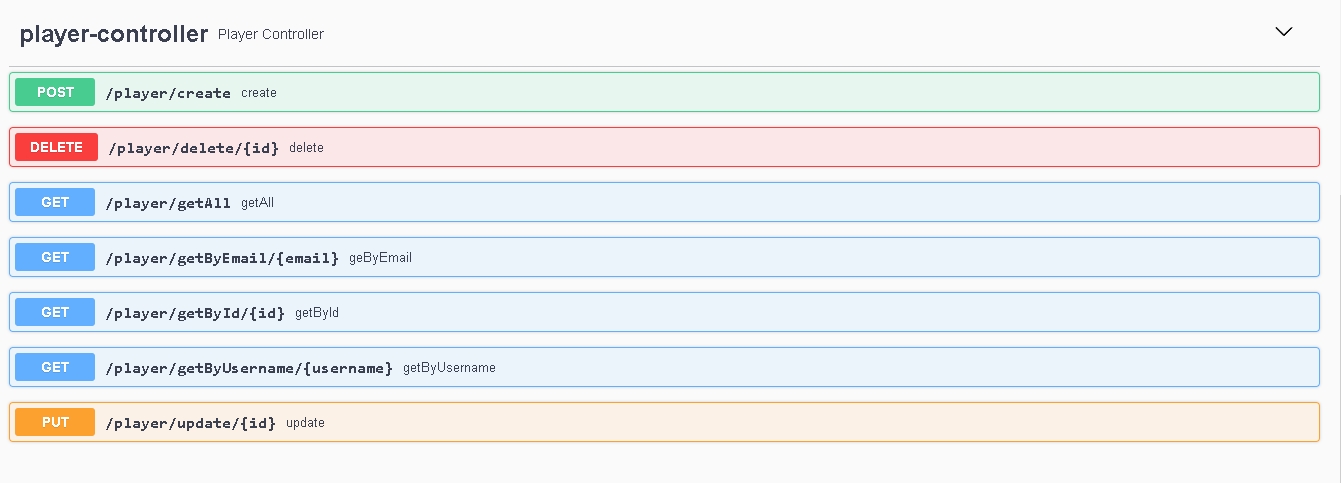 player-controller Player Controller
POST /player/create create
DELETE /player/delete/{id} delete
GET /player/getAll getAll
GET /player/getByEmail/{email} geByEmail
GET /player/getById/{id} getById
GET /player/getByUsername/{username} getByUsername
PUT /player/update/{id} update